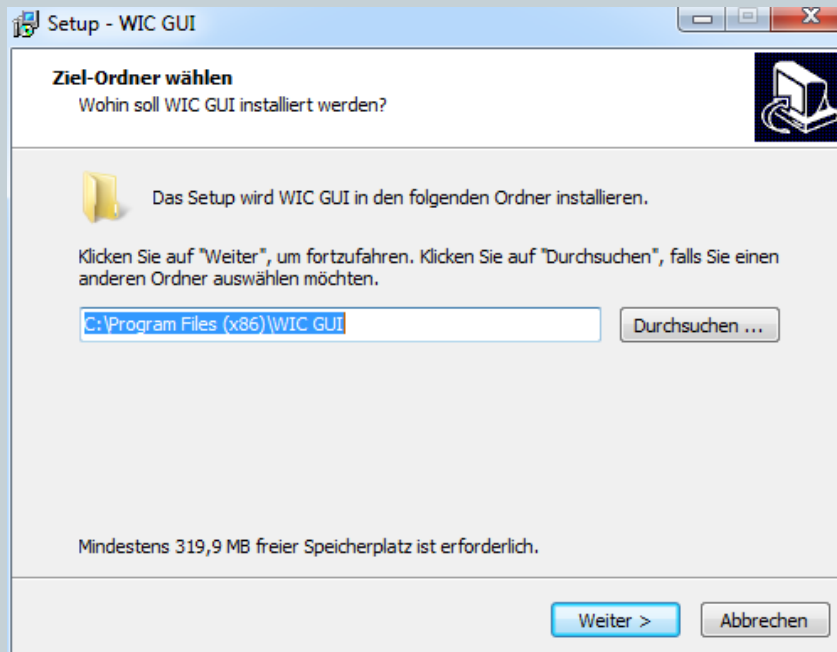 Setup - WIC GUI
Ziel-Ordner wählen
Wohin soll WIC GUI installiert werden?
Das Setup wird WIC GUI in den folgenden Ordner installieren.
Klicken Sie auf "Weiter", um fortzufahren. Klicken Sie auf "Durchsuchen", falls Sie einen
anderen Ordner auswählen möchten.
C:\Program Files (x86)\WIC GUI
Durchsuchen ...
Mindestens 319,9 MB freier Speicherplatz ist erforderlich.
Weiter >
Abbrechen